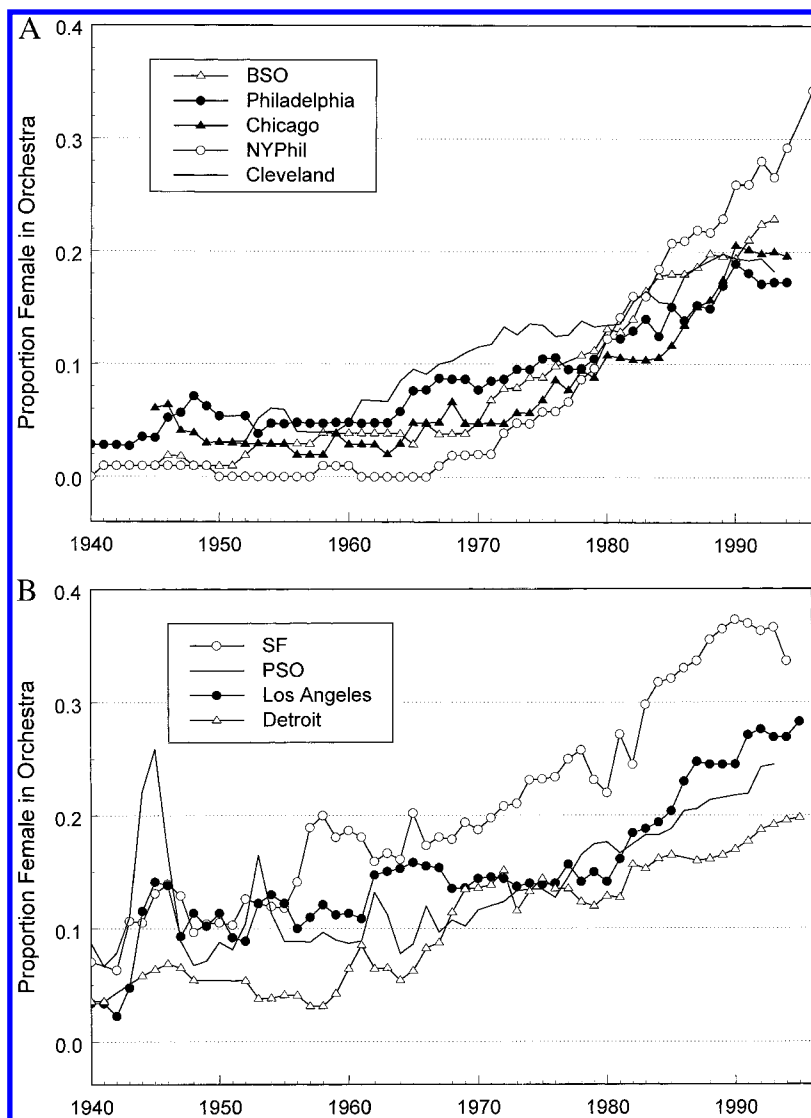 A
0.4
0.3
0.2
0.1
0.0
Proportion Female in Orchestra
BSO
Philadelphia
Chicago
NYPhil
Cleveland
1940 1950 1960 1970 1980 1990
B
0.4
0.3
0.2
0.1
0.0
Proportion Female in Orchestra
SF
PSO
Los Angeles
Detroit
1940 1950 1960 1970 1980 1990